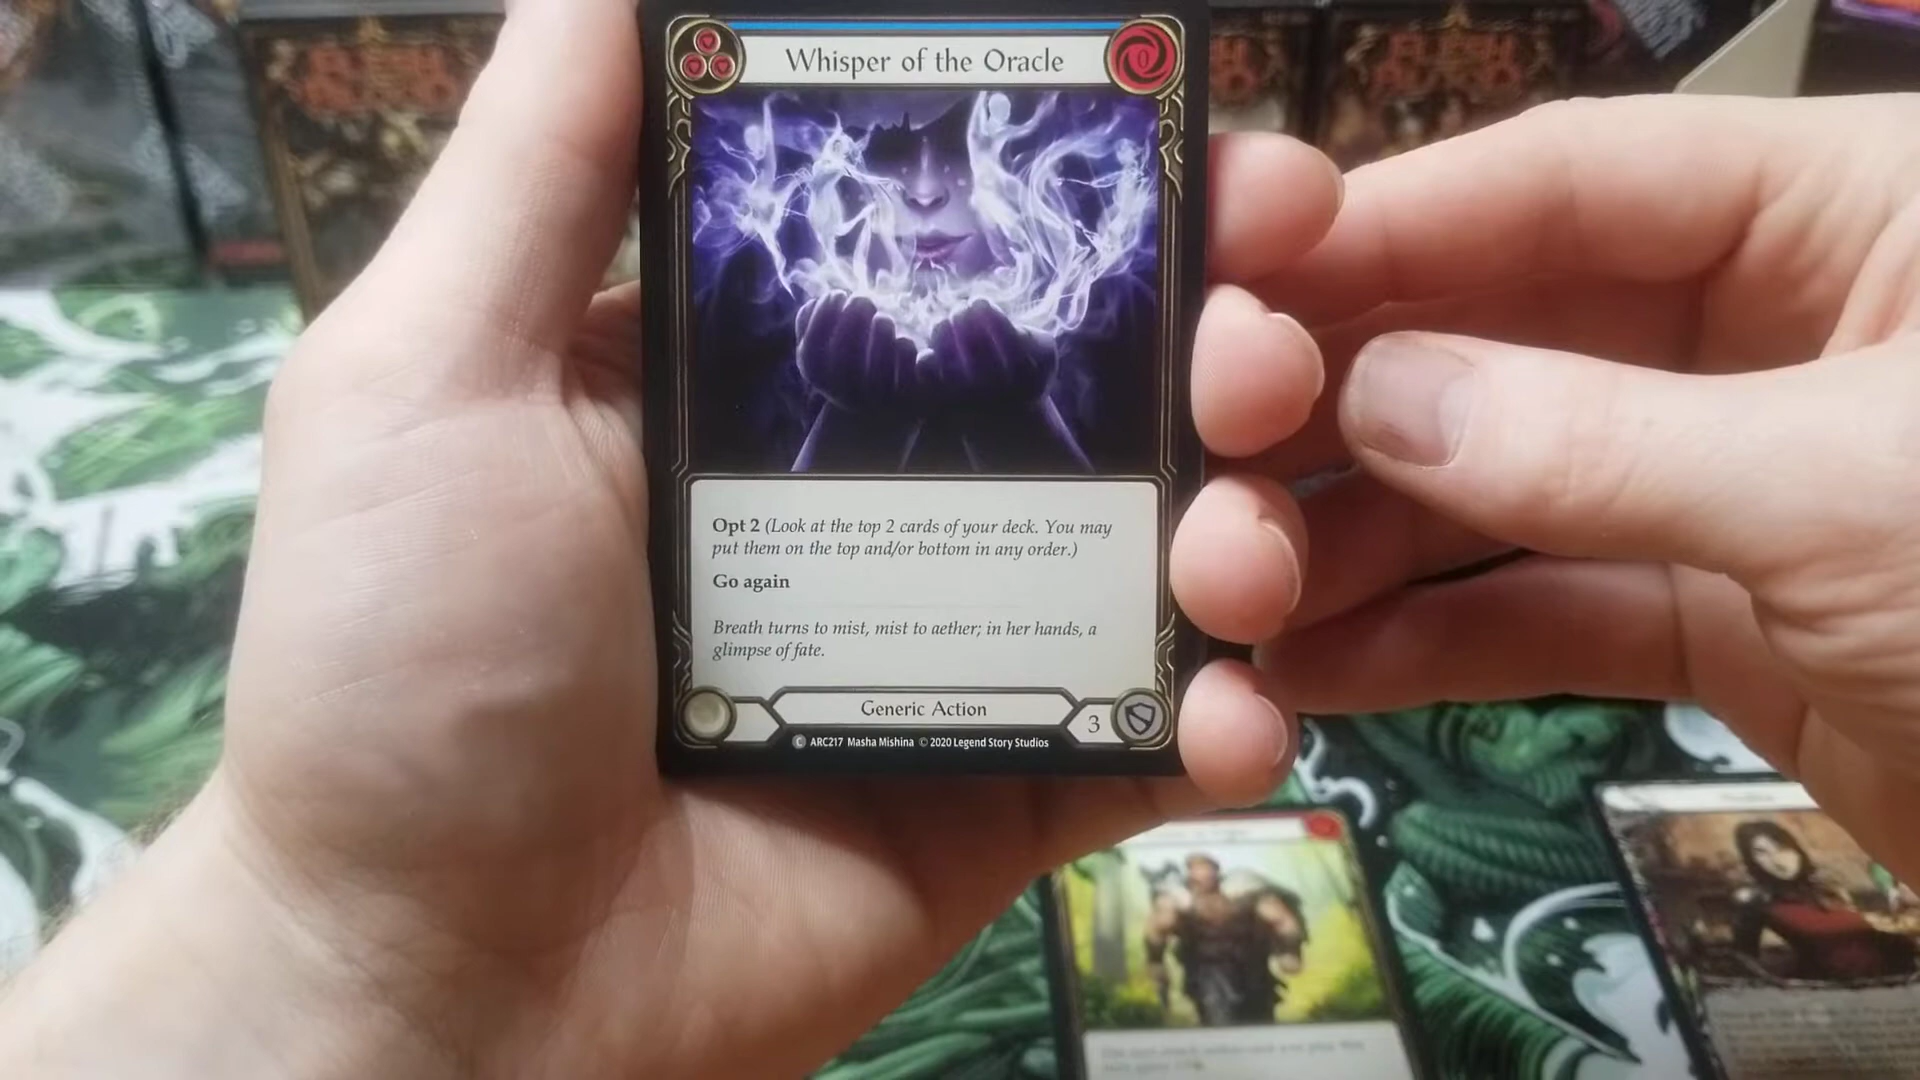 FLESH
Whisper of the Oracle
0
Opt 2 (Look at the top 2 cards of your deck. You may
put them on the top and/or bottom in any order.)
Go again
Breath turns to mist, mist to aether; in her hands, a
glimpse of fate.
Generic Action
3
C ARC217 Masha Mishina © 2020 Legend Story Studios